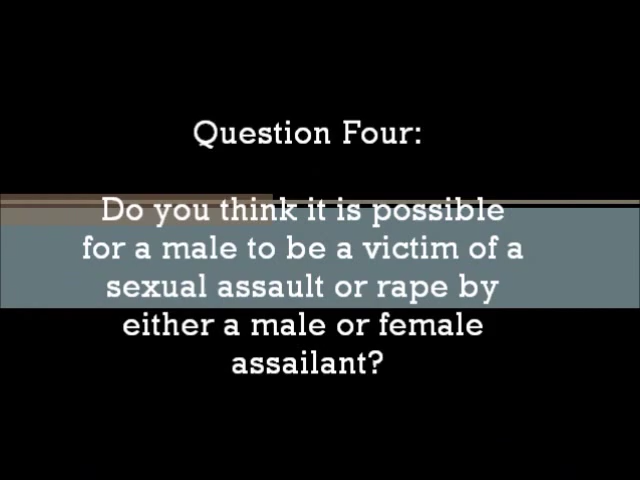 Question Four:
Do you think it is possible
for a male to be a victim of a
sexual assault or rape by
either a male or female
assailant?